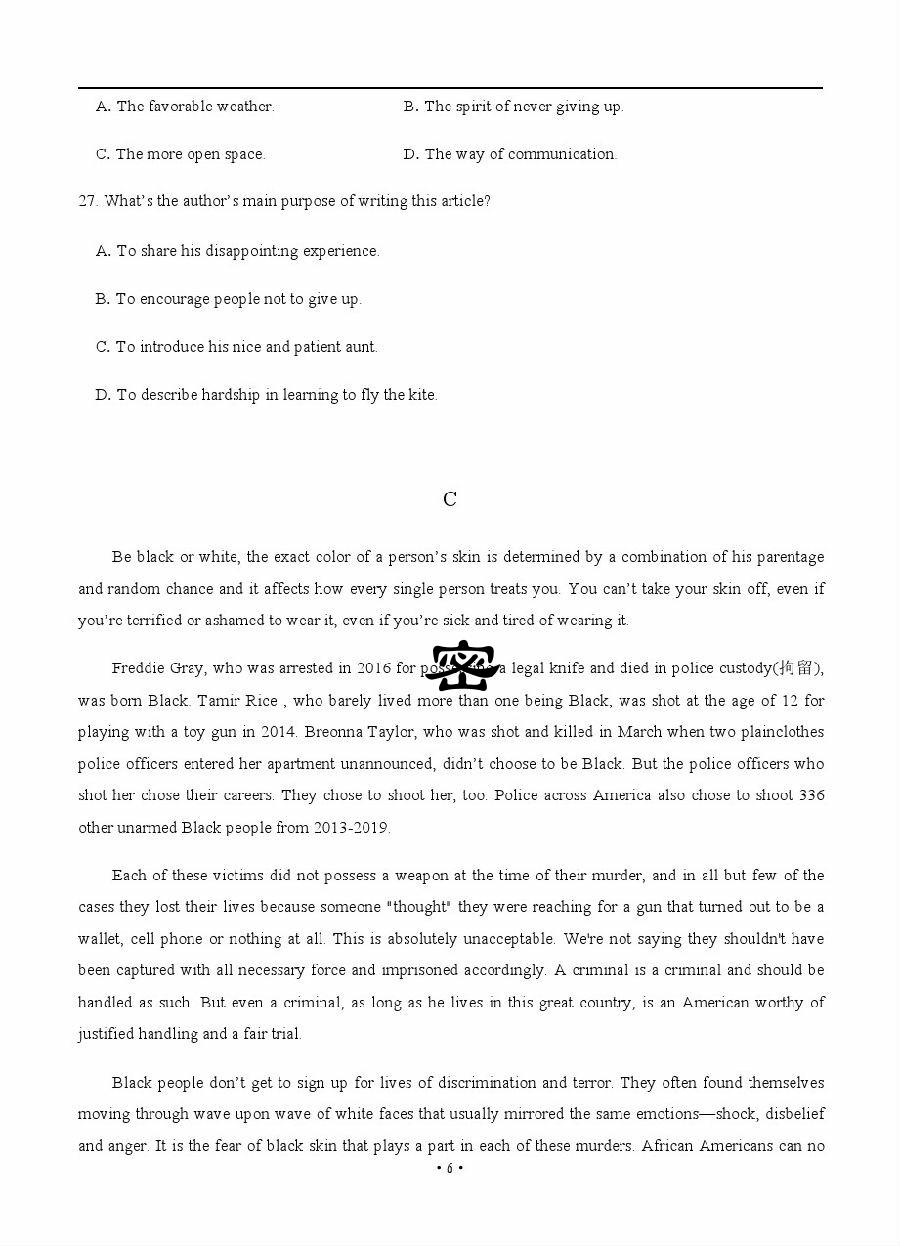 A. The favorable weather.
B. The spirit of never giving up.
C. The more open space.
D. The way of communication.
27. What's the author's main purpose of writing this article?
A. To share his disappointing experience.
B. To encourage people not to give up.
C. To introduce his nice and patient aunt.
D. To describe hardship in learning to fly the kite.
C
Be black or white, the exact color of a person's skin is determined by a combination of his parentage
and random chance and it affects how every single person treats you. You can't take your skin off, even if
you're terrified or ashamed to wear it, even if you're sick and tired of wearing it.
Freddie Gray, who was arrested in 2016 for a legal knife and died in police custody(拘留),
密
was born Black. Tamir Rice , who barely lived more than one being Black, was shot at the age of 12 for
playing with a toy gun in 2014. Breonna Taylor, who was shot and killed in March when two plainclothes
police officers entered her apartment unannounced, didn't choose to be Black. But the police officers who
shot her chose their careers. They chose to shoot her, too. Police across America also chose to shoot 336
other unarmed Black people from 2013-2019.
Each of these victims did not possess a weapon at the time of their murder, and in all but few of the
cases they lost their lives because someone "thought" they were reaching for a gun that turned out to be a
wallet, cell phone or nothing at all. This is absolutely unacceptable. We're not saying they shouldn't have
been captured with all necessary force and imprisoned accordingly. A criminal is a criminal and should be
handled as such. But even a criminal, as long as he lives in this great country, is an American worthy of
justified handling and a fair trial.
Black people don't get to sign up for lives of discrimination and terror. They often found themselves
moving through wave upon wave of white faces that usually mirrored the same emotions—shock, disbelief
and anger. It is the fear of black skin that plays a part in each of these murders. African Americans can no
• 6 •